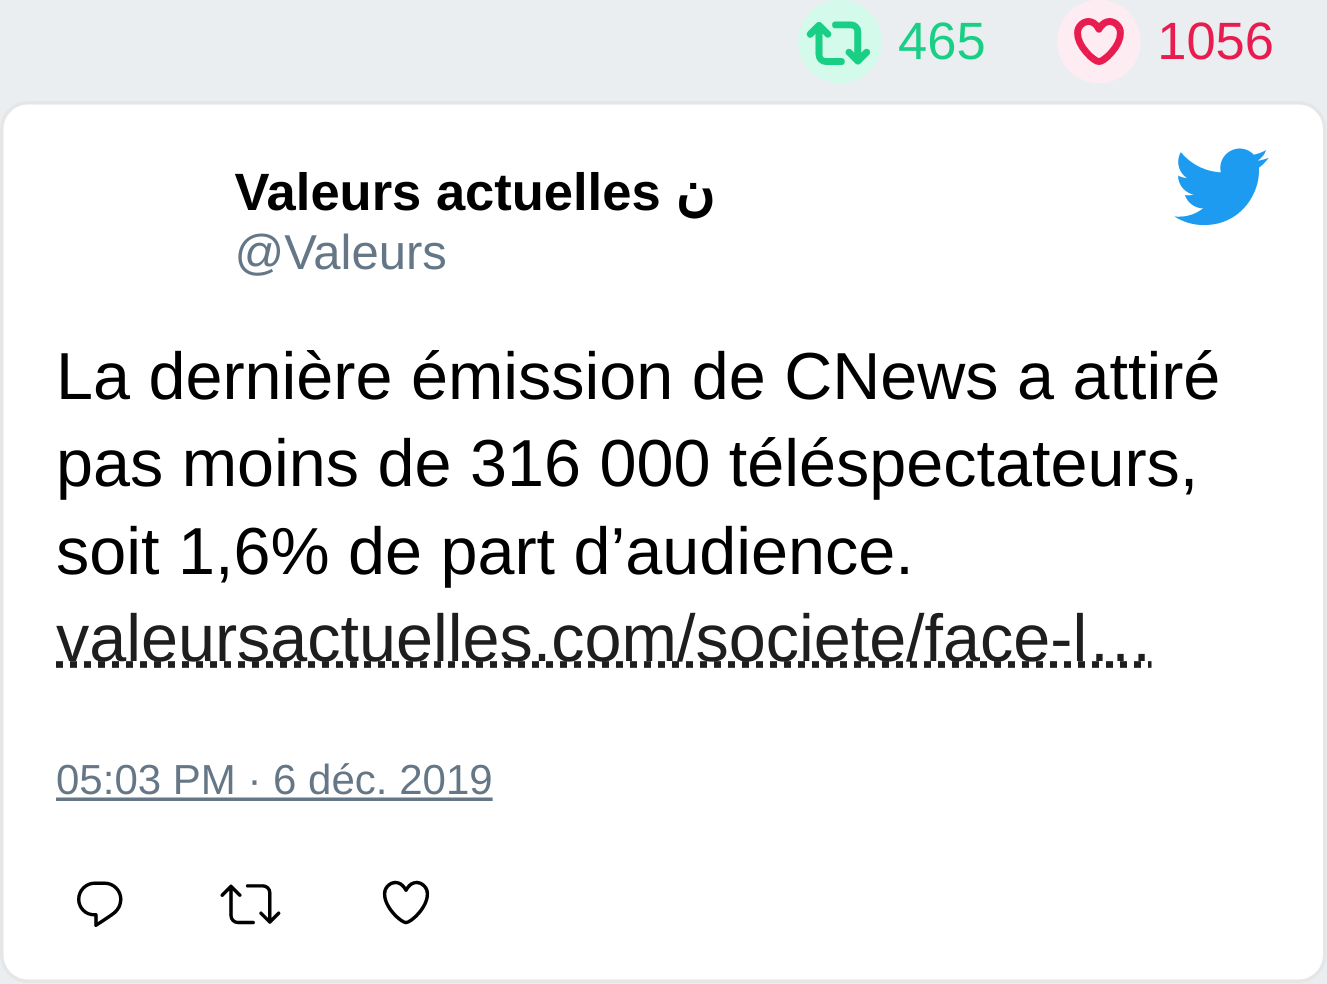 465 1056
Valeurs actuelles ن
@Valeurs
La dernière émission de CNews a attiré
pas moins de 316 000 téléspectateurs,
soit 1,6% de part d’audience.
valeursactuelles.com/societe/face-l…
05:03 PM · 6 déc. 2019